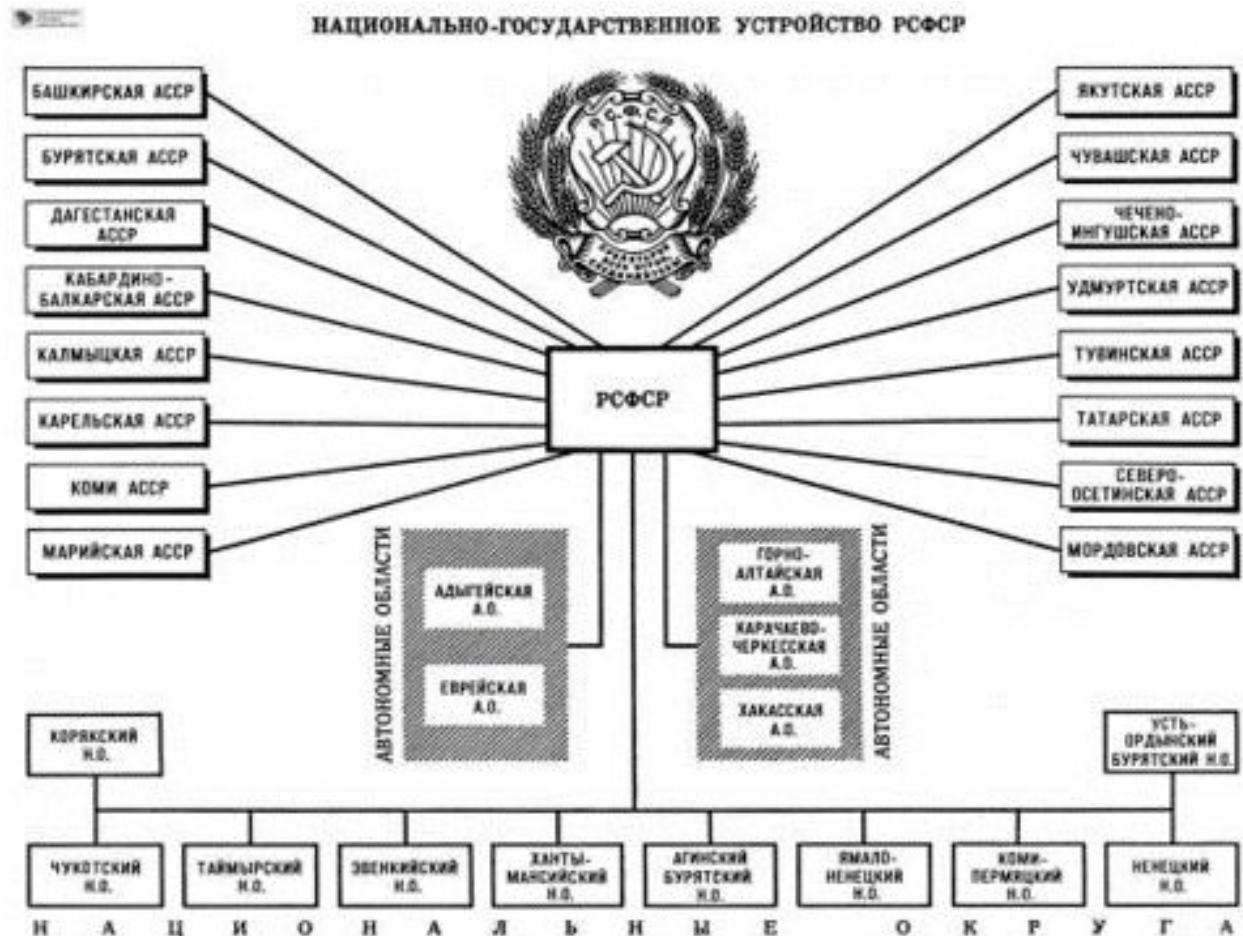 НАЦИОНАЛЬНО-ГОСУДАРСТВЕННОЕ УСТРОЙСТВО РСФСР
Р.С.Ф.С.Р.
БАШКИРСКАЯ АССР
БУРЯТСКАЯ АССР
ДАГЕСТАНСКАЯ
АССР
КАБАРДИНО-
БАЛКАРСКАЯ АССР
КАЛМЫЦКАЯ АССР
КАРЕЛЬСКАЯ АССР
КОМИ АССР
МАРИЙСКАЯ АССР
ЯКУТСКАЯ АССР
ЧУВАШСКАЯ АССР
ЧЕЧЕНО-
ИНГУШСКАЯ АССР
УДМУРТСКАЯ АССР
ТУВИНСКАЯ АССР
ТАТАРСКАЯ АССР
СЕВЕРО-
ОСЕТИНСКАЯ АССР
МОРДОВСКАЯ АССР
РСФСР
АВТОНОМНЫЕ ОБЛАСТИ
АДЫГЕЙСКАЯ
А.О.
ЕВРЕЙСКАЯ
А.О.
ГОРНО-
АЛТАЙСКАЯ
А.О.
КАРАЧАЕВО-
ЧЕРКЕССКАЯ
А.О.
ХАКАССКАЯ
А.О.
АВТОНОМНЫЕ ОБЛАСТИ
КОРЯКСКИЙ
Н.О.
УСТЬ-
ОРДЫНСКИЙ
БУРЯТСКИЙ Н.О.
ЧУКОТСКИЙ
Н.О.
ТАЙМЫРСКИЙ
Н.О.
ЭВЕНКИЙСКИЙ
Н.О.
ХАНТЫ-
МАНСИЙСКИЙ
Н.О.
АГИНСКИЙ
БУРЯТСКИЙ
Н.О.
ЯМАЛО-
НЕНЕЦКИЙ
Н.О.
КОМИ-
ПЕРМЯЦКИЙ
Н.О.
НЕНЕЦКИЙ
Н.О.
НАЦИОНАЛЬНЫЕ ОКРУГА